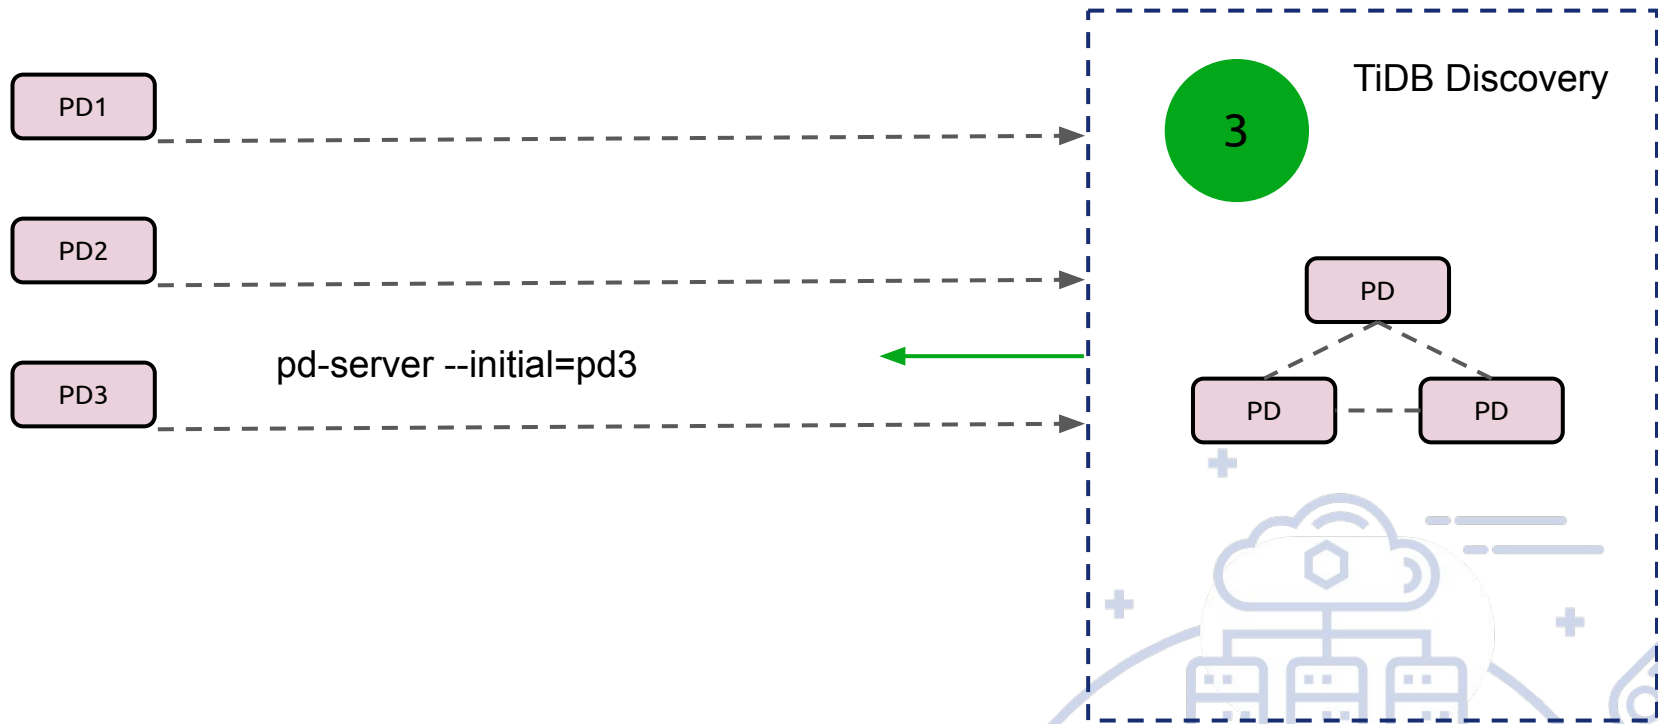 TiDB Discovery
3
PD1
PD2
PD3
pd-server --initial=pd3
PD
PD
PD